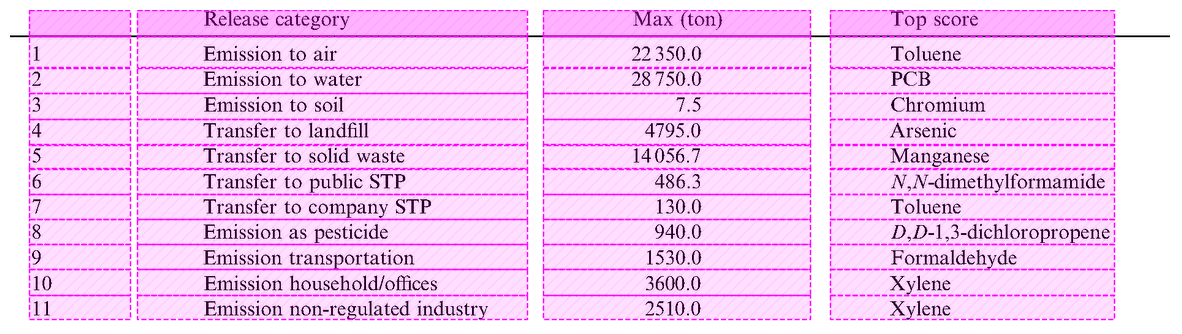 Release category Max (ton) Top score
1 Emission to air 22 350.0 Toluene
2 Emission to water 28 750.0 PCB
3 Emission to soil 7.5 Chromium
4 Transfer to landfill 4795.0 Arsenic
5 Transfer to solid waste 14 056.7 Manganese
6 Transfer to public STP 486.3 N,N-dimethylformamide
7 Transfer to company STP 130.0 Toluene
8 Emission as pesticide 940.0 D,D-1,3-dichloropropene
9 Emission transportation 1530.0 Formaldehyde
10 Emission household/offices 3600.0 Xylene
11 Emission non-regulated industry 2510.0 Xylene